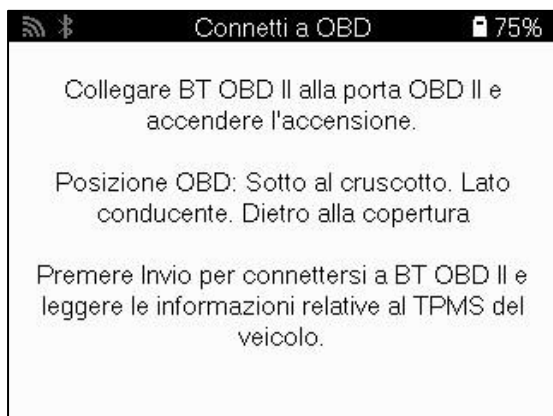 Connetti a OBD 75%
Collegare BT OBD II alla porta OBD II e
accendere l'accensione.
Posizione OBD: Sotto al cruscotto. Lato
conducente. Dietro alla copertura
Premere Invio per connettersi a BT OBD II e
leggere le informazioni relative al TPMS del
veicolo.